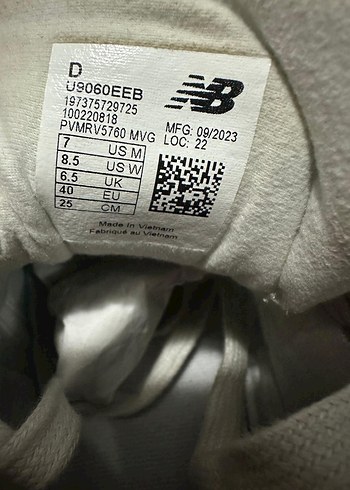 D
U9060EEB
197375729725
100220818
PVMRV5760 MVG
NB
MFG: 09/2023
LOC: 22
7 US M
8.5 US W
6.5 UK
40 EU
25 CM
Made in Vietnam
Fabriqué au Vietnam